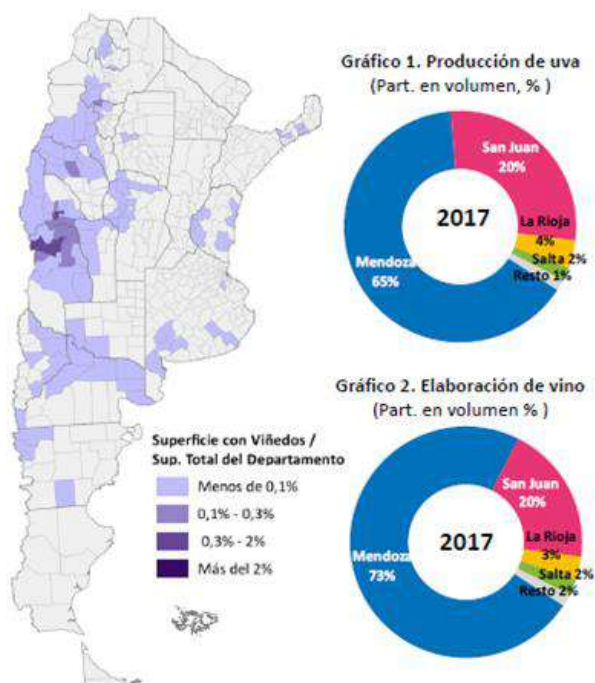 Gráfico 1. Producción de uva
(Part. en volumen, % )
San Juan
20%
2017
La Rioja
4%
Salta 2%
Resto 1%
Mendoza
65%
Gráfico 2. Elaboración de vino
(Part. en volumen % )
San Juan
20%
2017
La Rioja
3%
Salta 2%
Resto 2%
Mendoza
73%
Superficie con Viñedos /
Sup. Total del Departamento
Menos de 0,1%
0,1% - 0,3%
0,3% - 2%
Más del 2%